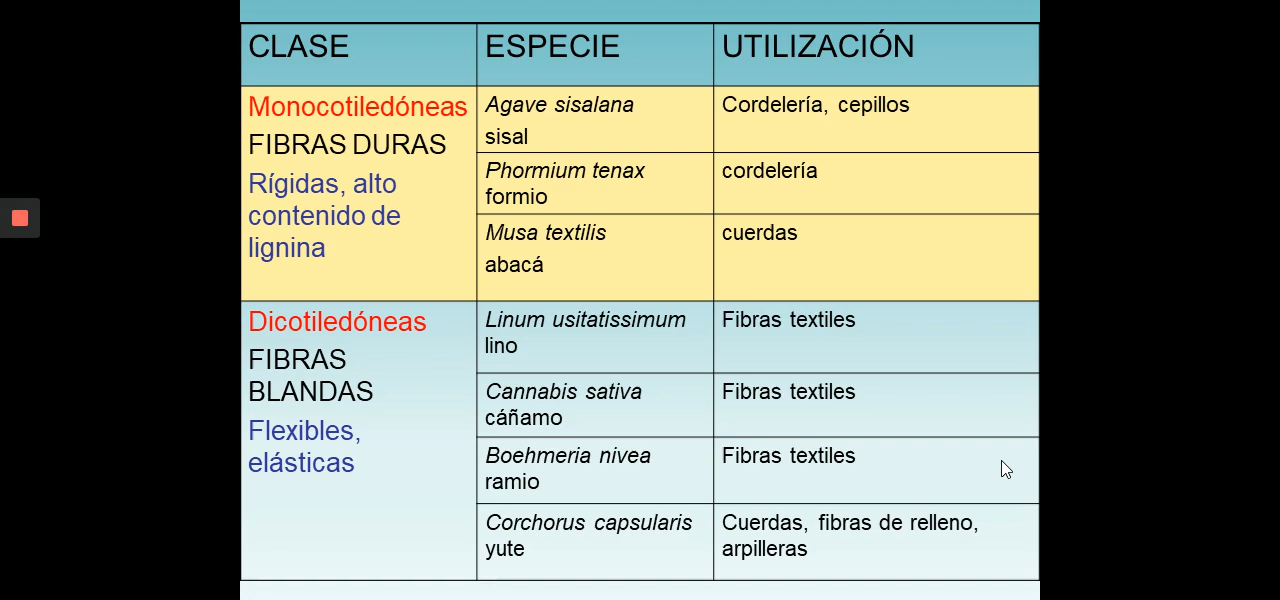 CLASE
ESPECIE
UTILIZACIÓN
Monocotiledóneas
FIBRAS DURAS
Rígidas, alto
contenido de
lignina
Agave sisalana
sisal
Cordelería, cepillos
Phormium tenax
formio
cordelería
Musa textilis
abacá
cuerdas
Dicotiledóneas
FIBRAS
BLANDAS
Flexibles,
elásticas
Linum usitatissimum
lino
Fibras textiles
Cannabis sativa
cáñamo
Fibras textiles
Boehmeria nivea
ramio
Fibras textiles
Corchorus capsularis
yute
Cuerdas, fibras de relleno,
arpilleras